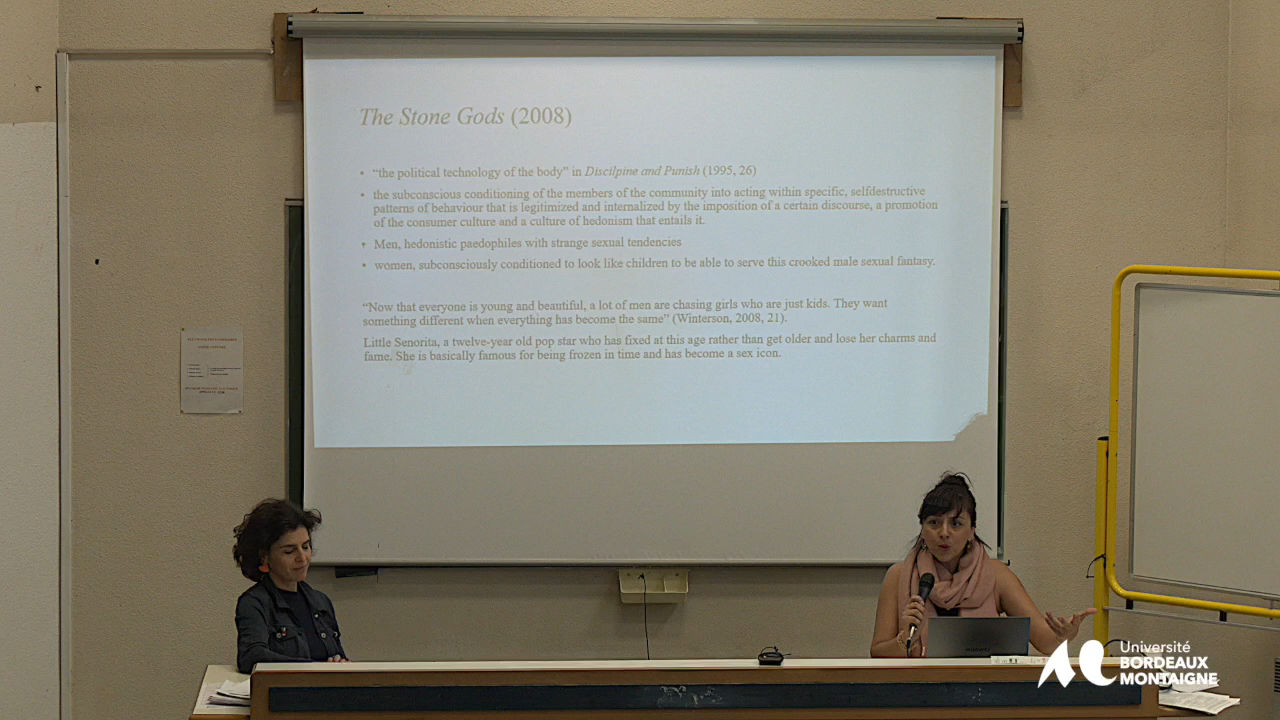 The Stone Gods (2008)
• "the political technology of the body" in Discilpine and Punish (1995, 26)
• the subconscious conditioning of the members of the community into acting within specific, selfdestructive
patterns of behaviour that is legitimized and internalized by the imposition of a certain discourse, a promotion
of the consumer culture and a culture of hedonism that entails it.
• Men, hedonistic paedophiles with strange sexual tendencies
• women, subconsciously conditioned to look like children to be able to serve this crooked male sexual fantasy.
"Now that everyone is young and beautiful, a lot of men are chasing girls who are just kids. They want
something different when everything has become the same" (Winterson, 2008, 21).
Little Senorita, a twelve-year old pop star who has fixed at this age rather than get older and lose her charms and
fame. She is basically famous for being frozen in time and has become a sex icon.
Université
BORDEAUX
MONTAIGNE